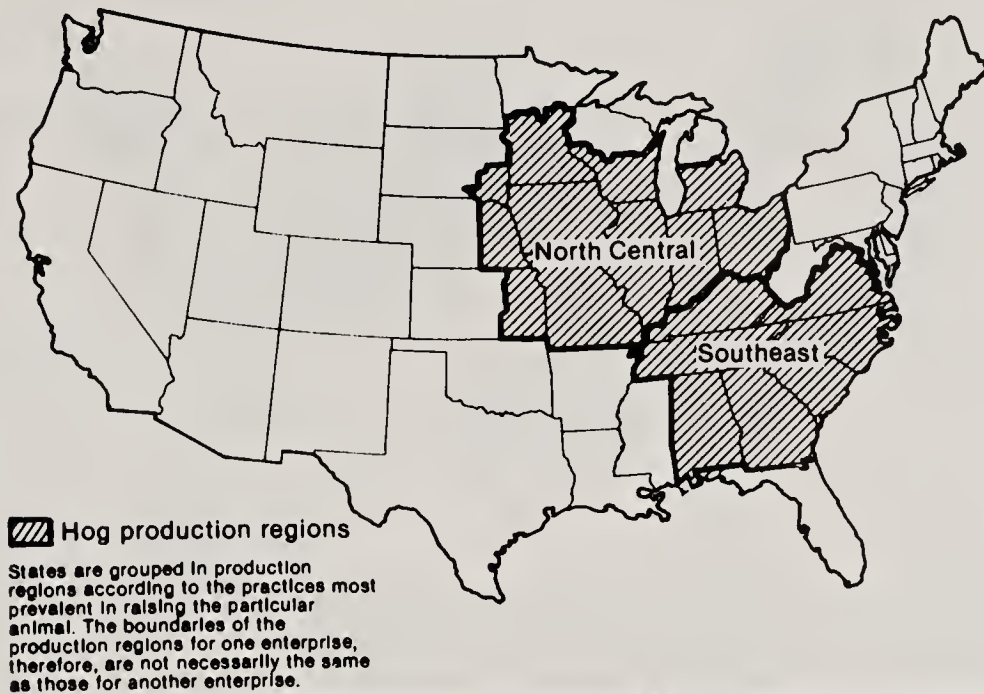 North Central
Southeast
Hog production regions
States are grouped in production
regions according to the practices most
prevalent in raising the particular
animal. The boundaries of the
production regions for one enterprise,
therefore, are not necessarily the same
as those for another enterprise.